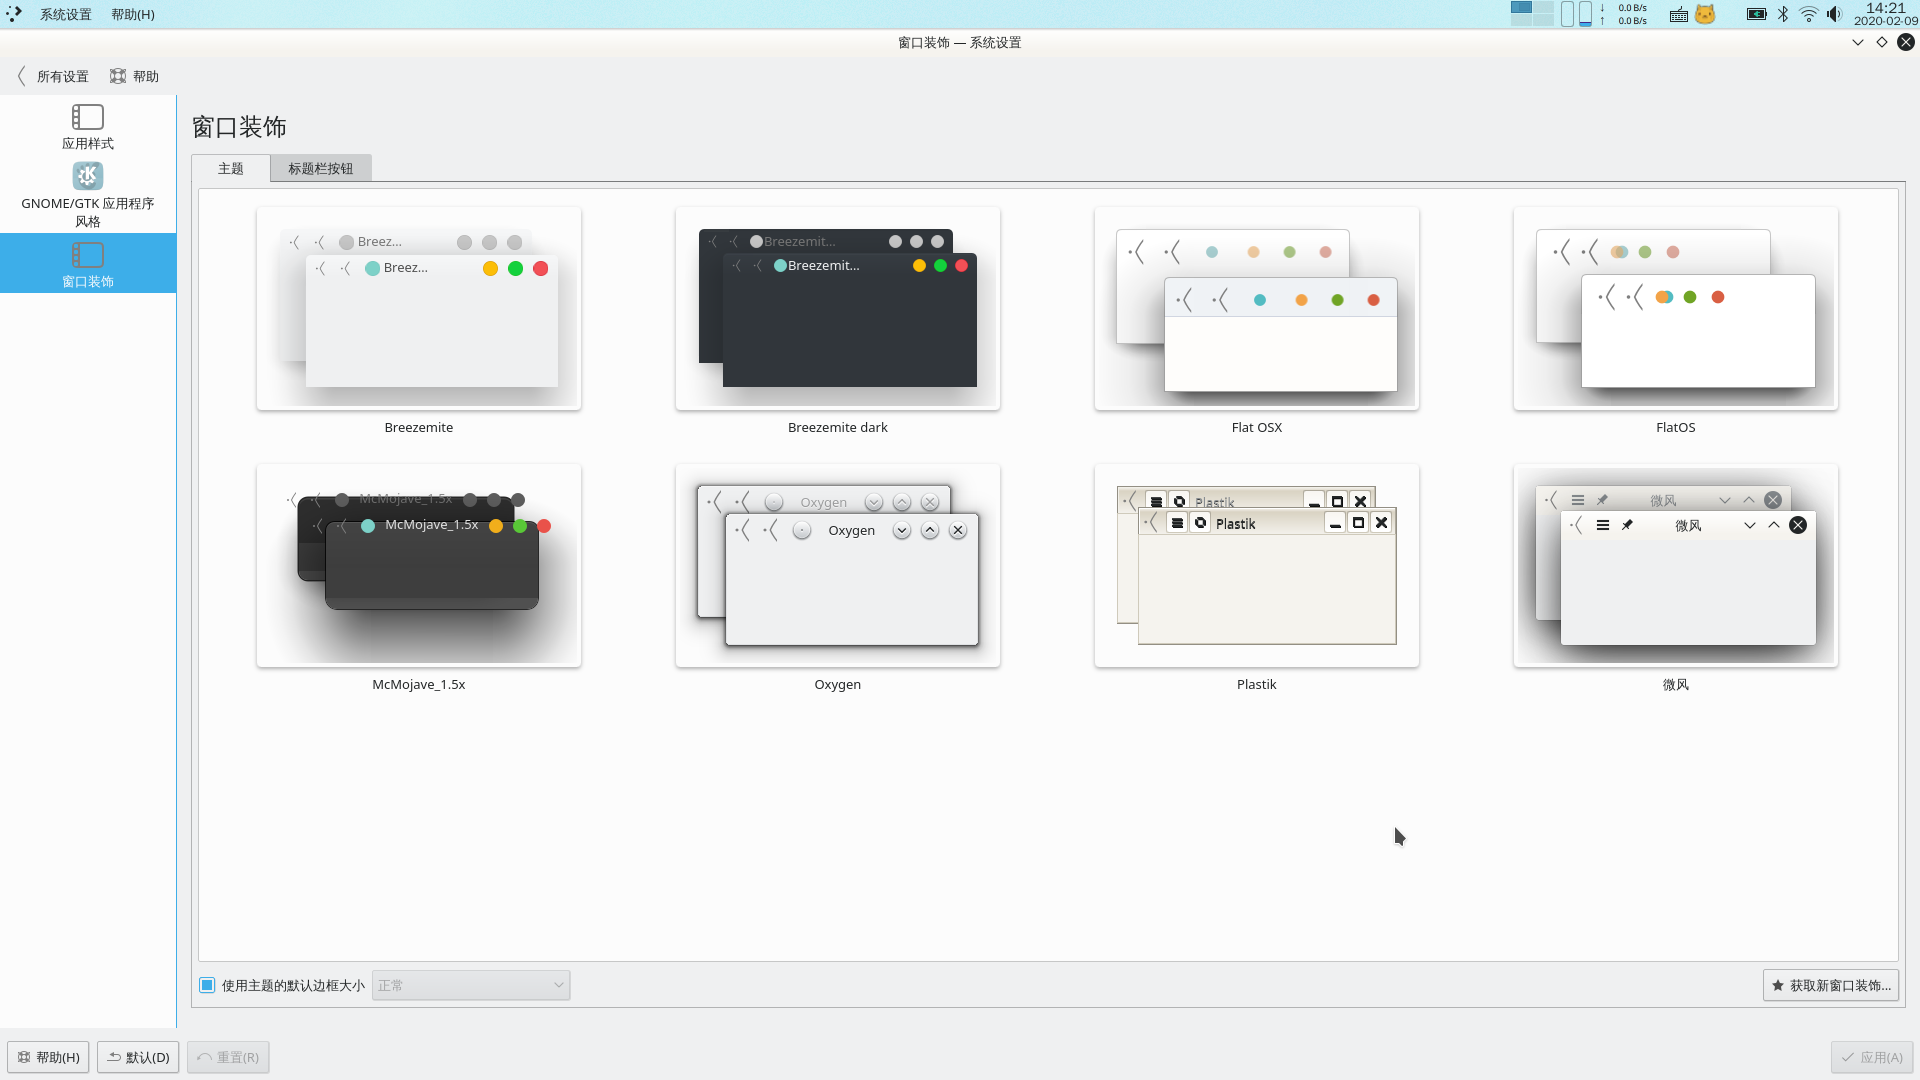 系统设置 帮助(H)
0.0 B/s
0.0 B/s
14:21
2020-02-09
窗口装饰 — 系统设置
所有设置 帮助
应用样式
GNOME/GTK 应用程序
风格
窗口装饰
窗口装饰
主题 标题栏按钮
Breez...
Breez...
Breezemite
Breezemit...
Breezemit...
Breezemite dark
Flat OSX
FlatOS
McMojave_1.5x
McMojave_1.5x
McMojave_1.5x
Oxygen
Oxygen
Oxygen
Plastik
Plastik
Plastik
微风
微风
微风
使用主题的默认边框大小 正常
获取新窗口装饰...
帮助(H) 默认(D) 重置(R) 应用(A)